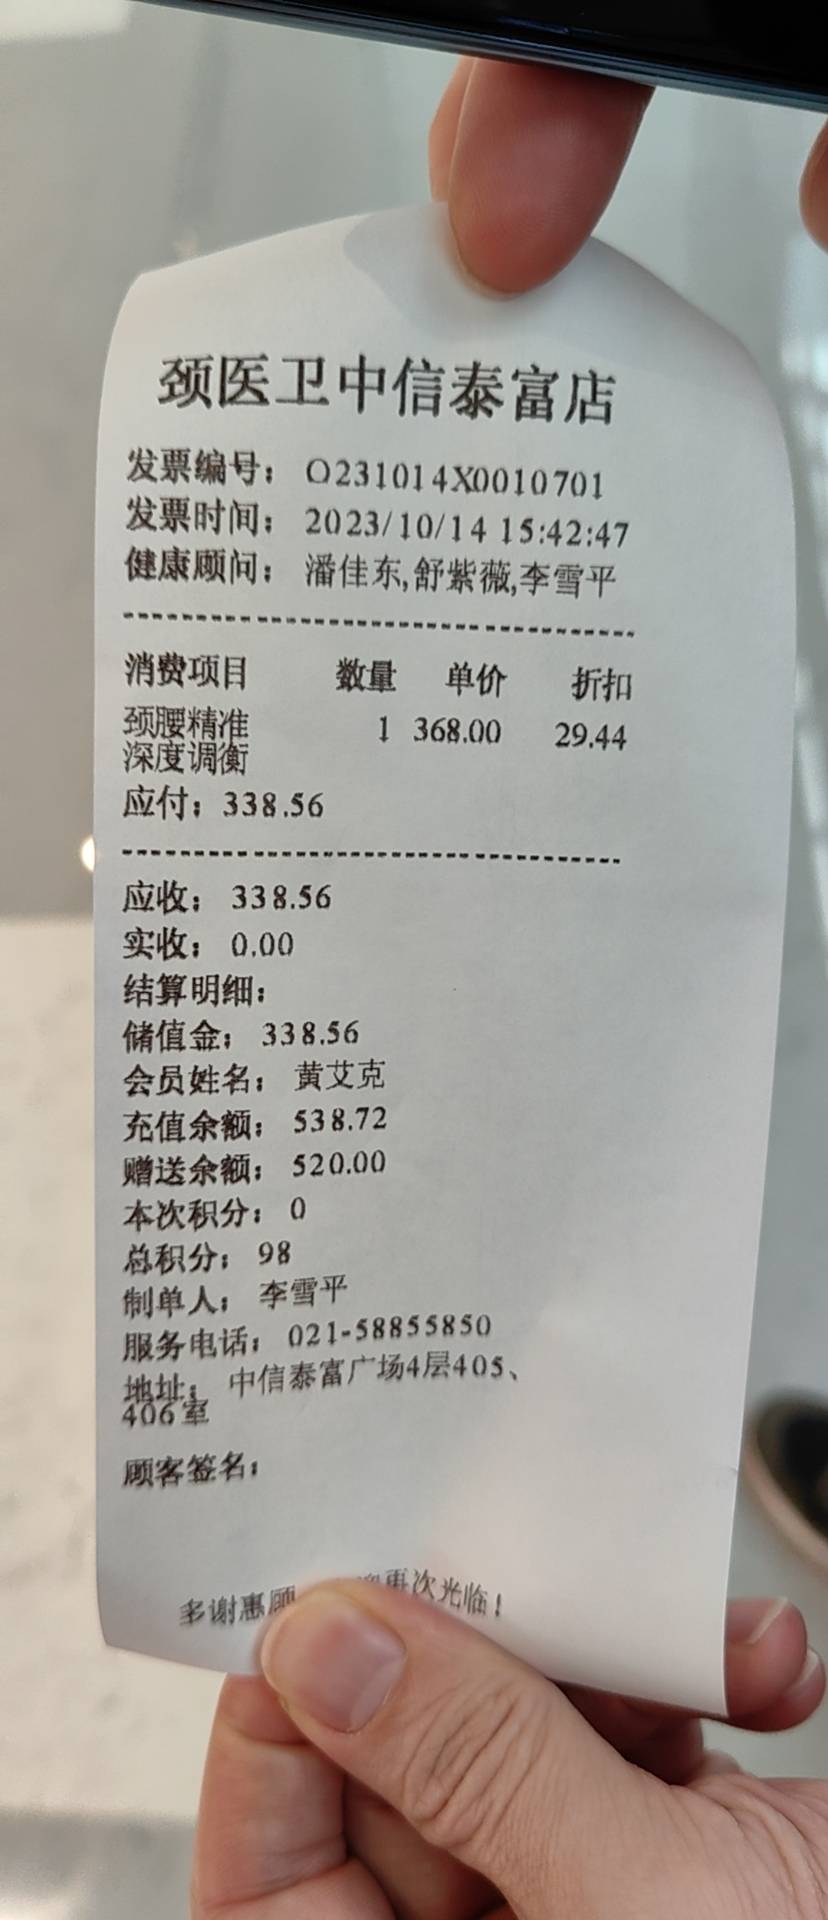 颈医卫中信泰富店
发票编号： O231014X0010701
发票时间： 2023/10/14 15:42:47
健康顾问： 潘佳东,舒紫薇,李雪平
消费项目 数量 单价 折扣
颈腰精准 1 368.00 29.44
深度调衡
应付：338.56
应收： 338.56
实收： 0.00
结算明细：
储值金： 338.56
会员姓名： 黄艾克
充值余额： 538.72
赠送余额： 520.00
本次积分： 0
总积分： 98
制单人： 李雪平
服务电话： 021-58855850
地址： 中信泰富广场4层405、
406室
顾客签名：
多谢惠顾 再次光临！